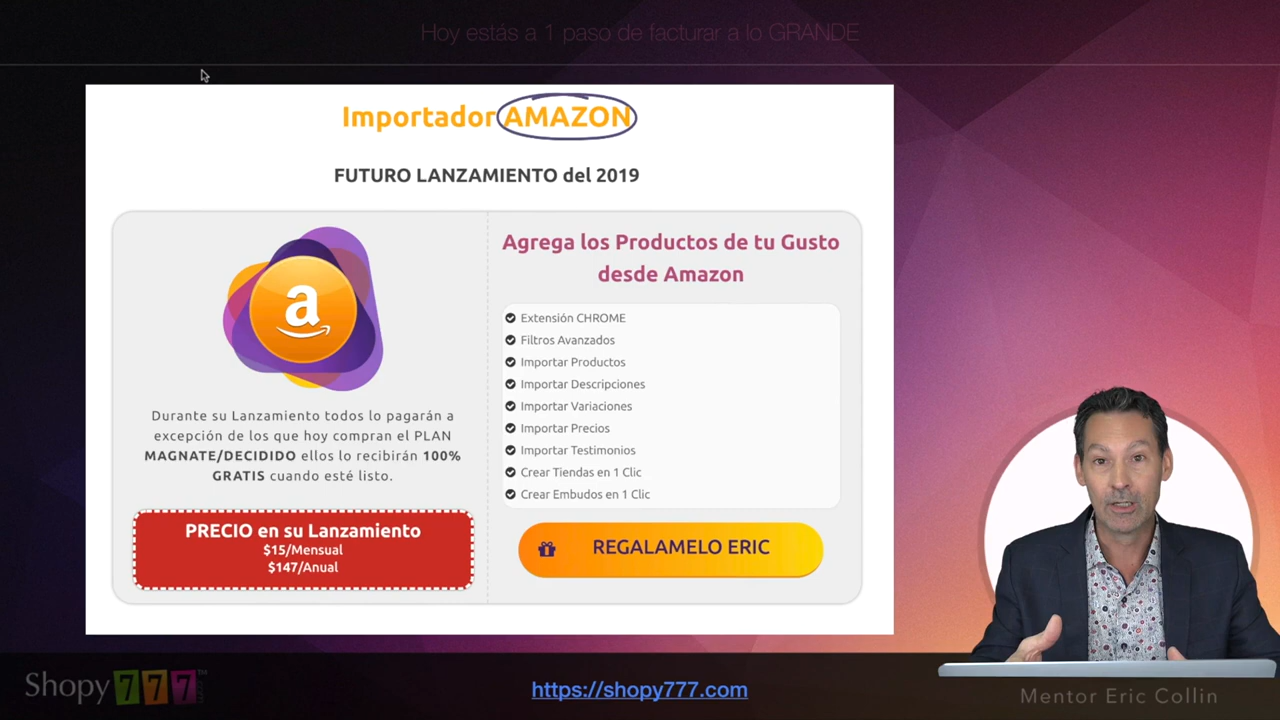 Hoy estás a 1 paso de facturar a lo GRANDE
Importador AMAZON
FUTURO LANZAMIENTO del 2019
a
Durante su Lanzamiento todos lo pagarán a
excepción de los que hoy compran el PLAN
MAGNATE/DECIDIDO ellos lo recibirán 100%
GRATIS cuando esté listo.
PRECIO en su Lanzamiento
$15/Mensual
$147/Anual
Agrega los Productos de tu Gusto
desde Amazon
Extensión CHROME
Filtros Avanzados
Importar Productos
Importar Descripciones
Importar Variaciones
Importar Precios
Importar Testimonios
Crear Tiendas en 1 Clic
Crear Embudos en 1 Clic
REGALAMELO ERIC
Shopy 777
https://shopy777.com
Mentor Eric Collin